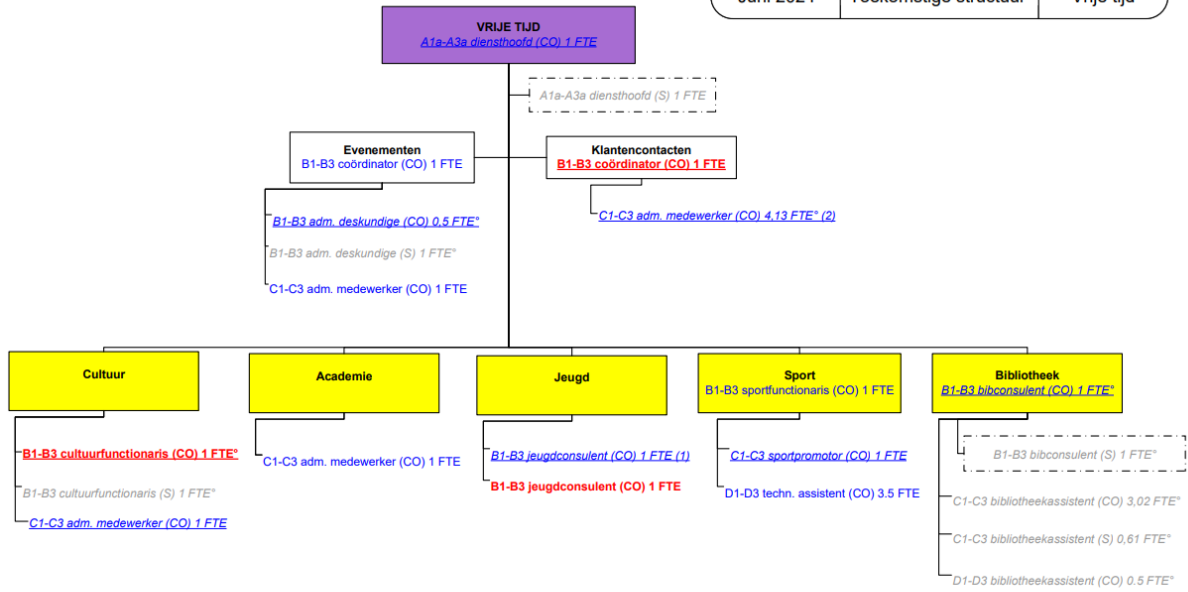 Juni 2024 Toekomstige structuur Vrije tijd
VRIJE TIJD
A1a-A3a diensthoofd (CO) 1 FTE
A1a-A3a diensthoofd (S) 1 FTE
Evenementen
B1-B3 coördinator (CO) 1 FTE
Klantencontacten
B1-B3 coördinator (CO) 1 FTE
B1-B3 adm. deskundige (CO) 0,5 FTE°
B1-B3 adm. deskundige (S) 1 FTE°
C1-C3 adm. medewerker (CO) 1 FTE
C1-C3 adm. medewerker (CO) 4,13 FTE° (2)
Cultuur
B1-B3 cultuurfunctionaris (CO) 1 FTE°
B1-B3 cultuurfunctionaris (S) 1 FTE°
C1-C3 adm. medewerker (CO) 1 FTE
Academie
C1-C3 adm. medewerker (CO) 1 FTE
Jeugd
B1-B3 jeugdconsulent (CO) 1 FTE (1)
B1-B3 jeugdconsulent (CO) 1 FTE
Sport
B1-B3 sportfunctionaris (CO) 1 FTE
C1-C3 sportpromotor (CO) 1 FTE
D1-D3 techn. assistent (CO) 3.5 FTE
Bibliotheek
B1-B3 bibconsulent (CO) 1 FTE°
B1-B3 bibconsulent (S) 1 FTE°
C1-C3 bibliotheekassistent (CO) 3,02 FTE°
C1-C3 bibliotheekassistent (S) 0,61 FTE°
D1-D3 bibliotheekassistent (CO) 0.5 FTE°